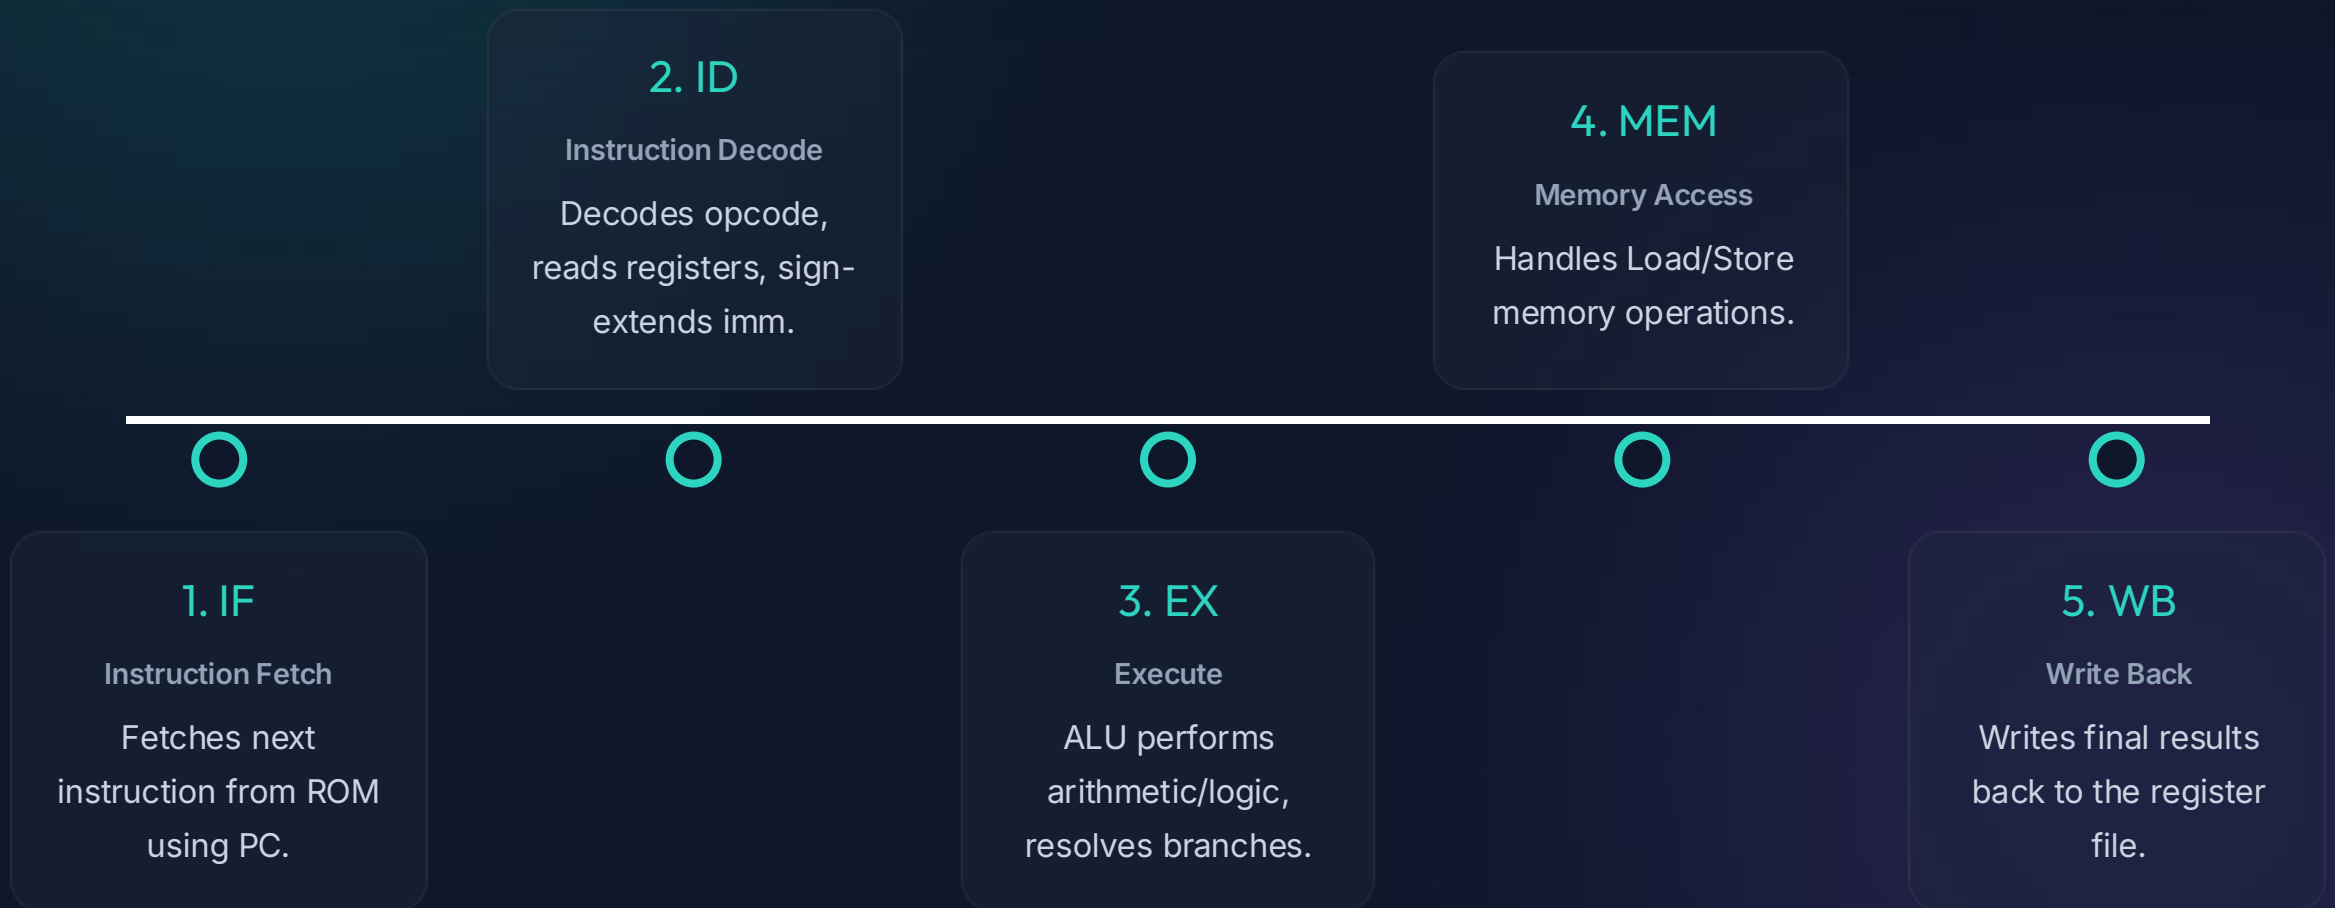 1. IF
Instruction Fetch
Fetches next
instruction from ROM
using PC.
2. ID
Instruction Decode
Decodes opcode,
reads registers, sign-
extends imm.
3. EX
Execute
ALU performs
arithmetic/logic,
resolves branches.
4. MEM
Memory Access
Handles Load/Store
memory operations.
5. WB
Write Back
Writes final results
back to the register
file.